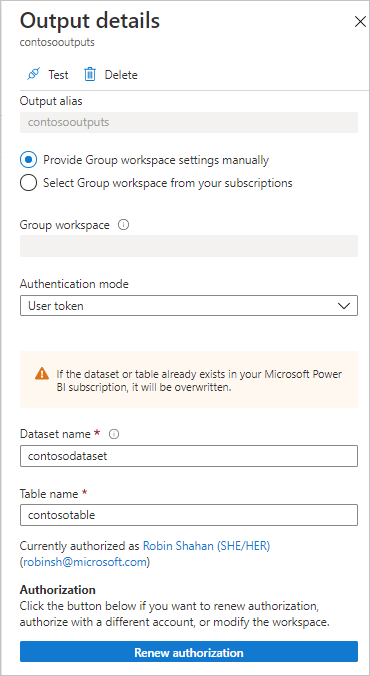 Output details
contosooutputs
Test Delete
Output alias
contosooutputs
Provide Group workspace settings manually
Select Group workspace from your subscriptions
Group workspace
Authentication mode
User token
If the dataset or table already exists in your Microsoft Power
BI subscription, it will be overwritten.
Dataset name *
contosodataset
Table name *
contosotable
Currently authorized as Robin Shahan (SHE/HER)
(robinsh@microsoft.com)
Authorization
Click the button below if you want to renew authorization,
authorize with a different account, or modify the workspace.
Renew authorization